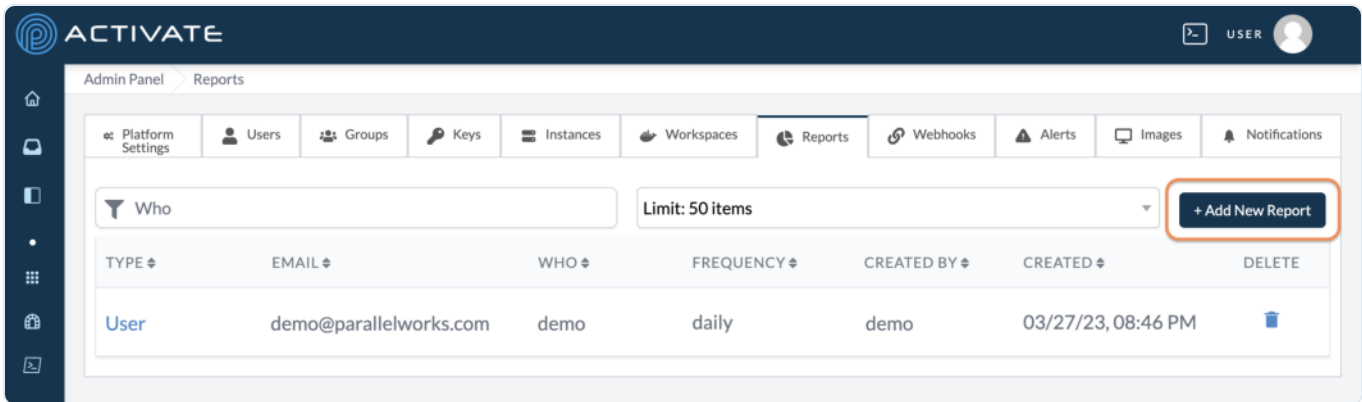 ACTIVATE
USER
Admin Panel
Reports
Platform
Settings
Users
Groups
Keys
Instances
Workspaces
Reports
Webhooks
Alerts
Images
Notifications
Who
Limit: 50 items
+ Add New Report
TYPE EMAIL WHO FREQUENCY CREATED BY CREATED DELETE
User demo@parallelworks.com demo daily demo 03/27/23, 08:46 PM